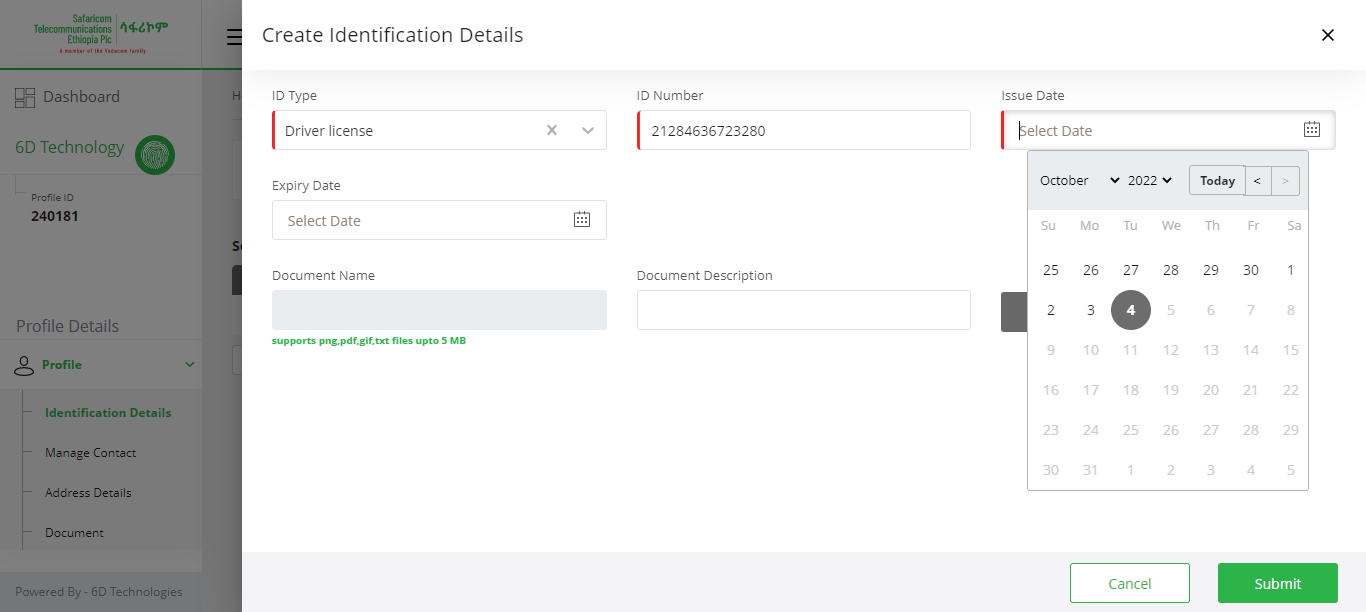 Safaricom
Telecommunications
Ethiopia Plc
ሳፋሪኮም
A member of the Vodacom family
Dashboard
6D Technology
Profile ID
240181
Profile Details
Profile
Identification Details
Manage Contact
Address Details
Document
Powered By - 6D Technologies
Create Identification Details
ID Type
Driver license
ID Number
21284636723280
Issue Date
Select Date
October 2022 Today < >
Su Mo Tu We Th Fr Sa
25 26 27 28 29 30 1
2 3 4 5 6 7 8
9 10 11 12 13 14 15
16 17 18 19 20 21 22
23 24 25 26 27 28 29
30 31 1 2 3 4 5
Expiry Date
Select Date
Document Name
supports png,pdf,gif,txt files upto 5 MB
Document Description
Cancel
Submit